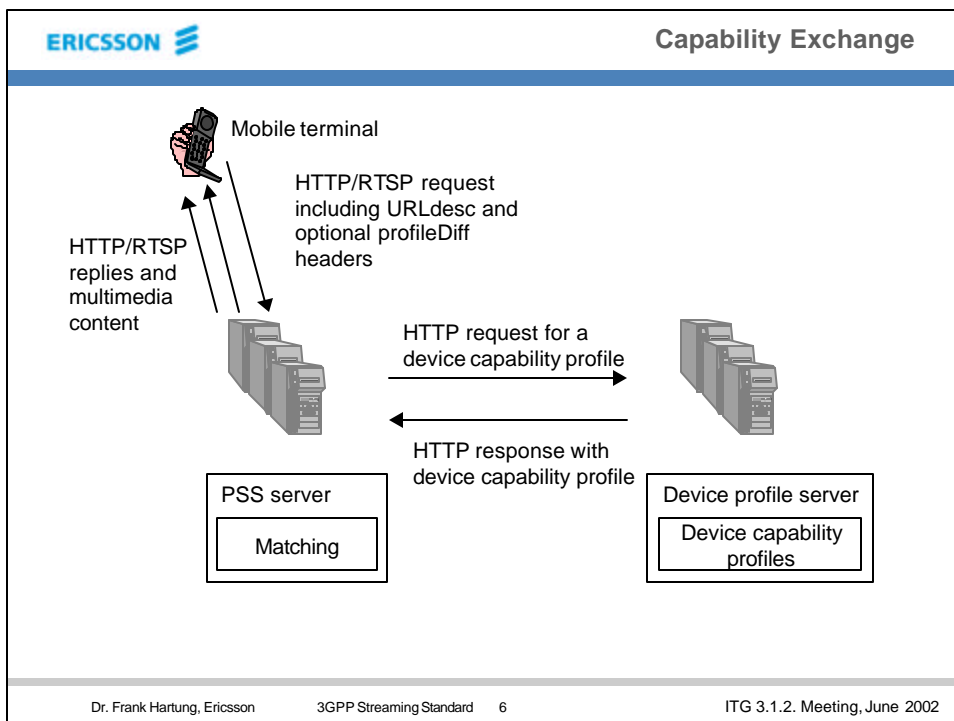 ERICSSON
Capability Exchange
Mobile terminal
HTTP/RTSP request
including URLdesc and
optional profileDiff
headers
HTTP/RTSP
replies and
multimedia
content
HTTP request for a
device capability profile
HTTP response with
device capability profile
PSS server
Matching
Device profile server
Device capability
profiles
Dr. Frank Hartung, Ericsson 3GPP Streaming Standard 6 ITG 3.1.2. Meeting, June 2002